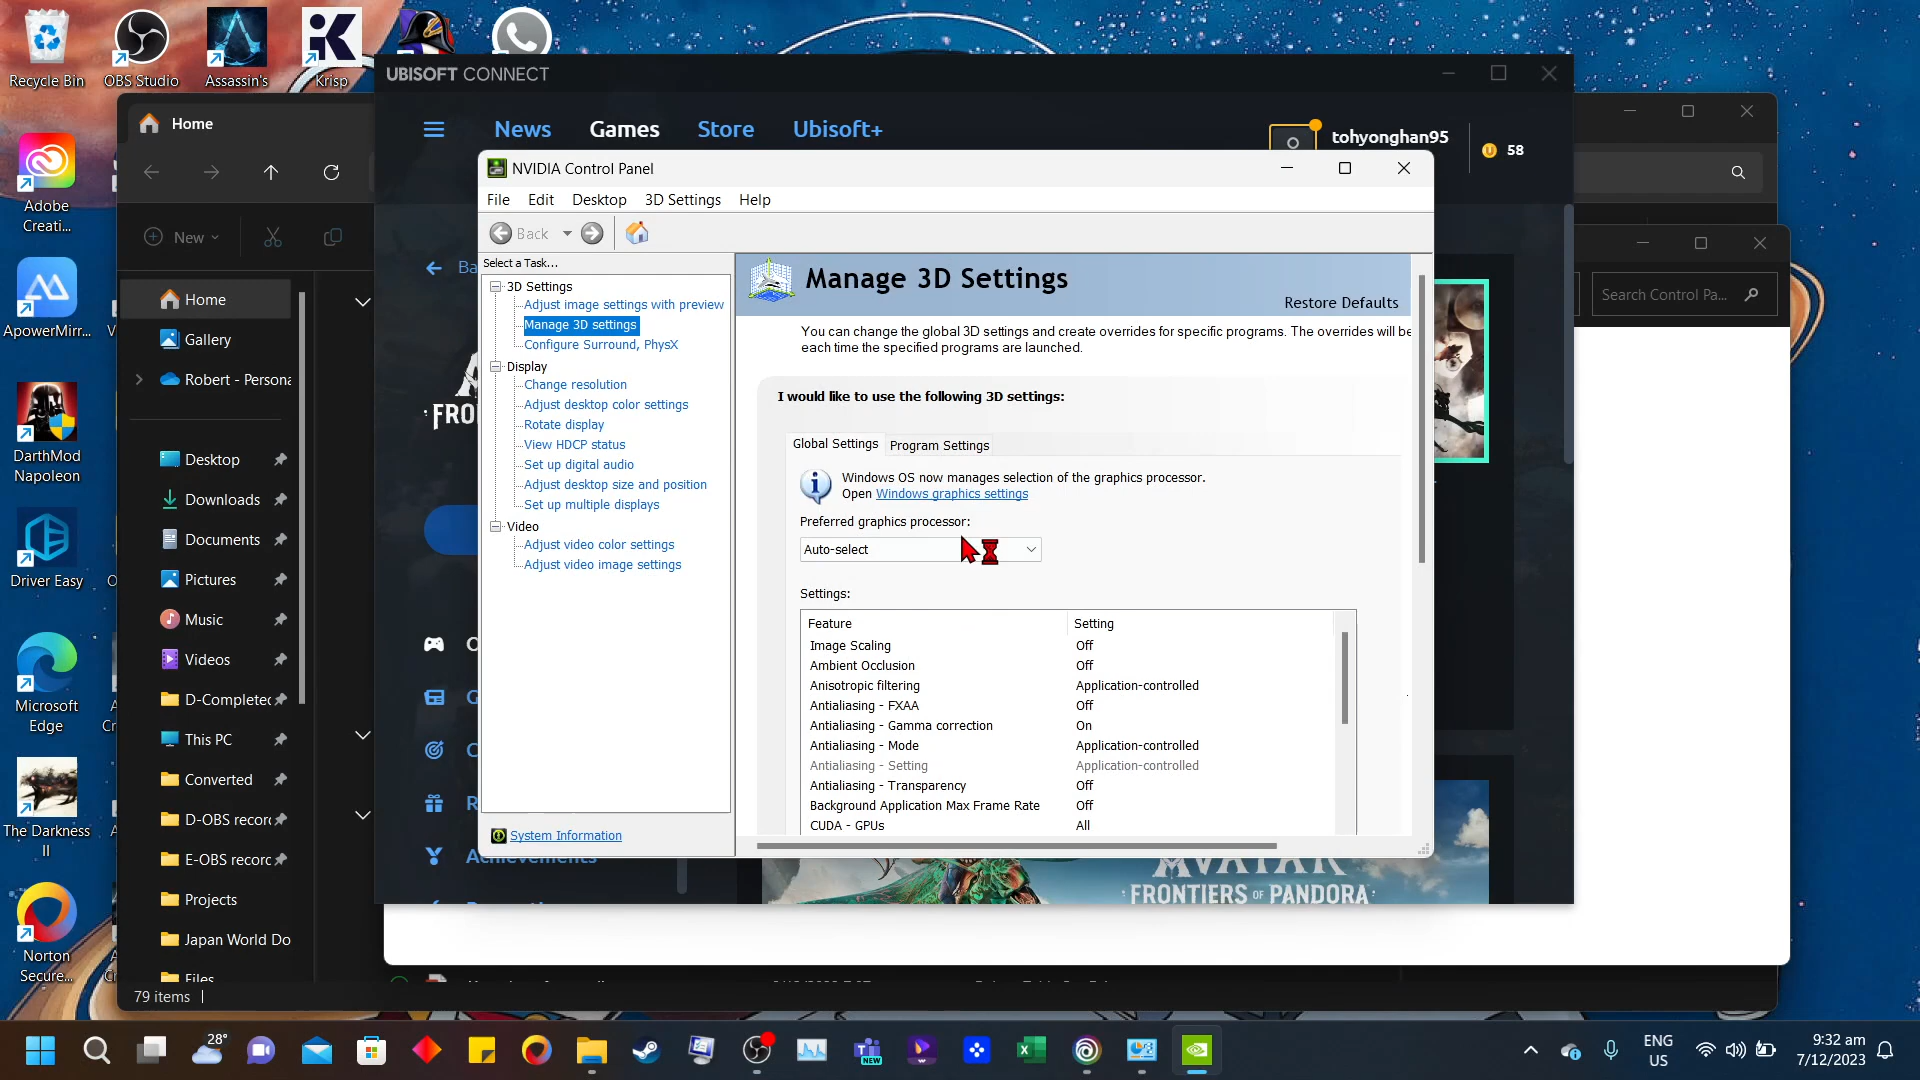 Recycle Bin
OBS Studio
Assassin's
Krisp
Adobe
Creati...
ApowerMirr...
DarthMod
Napoleon
Driver Easy
Microsoft
Edge
The Darkness
II
Norton
Secure...
Home
New
Home
Gallery
Robert - Persona
Desktop
Downloads
Documents
Pictures
Music
Videos
D-Completed
This PC
Converted
D-OBS record
E-OBS record
Projects
Japan World Do
Files
79 items
UBISOFT CONNECT
News
Games
Store
Ubisoft+
tohyonghan95
58
Search Control Pa...
NVIDIA Control Panel
File
Edit
Desktop
3D Settings
Help
Back
Select a Task...
3D Settings
Adjust image settings with preview
Manage 3D settings
Configure Surround, PhysX
Display
Change resolution
Adjust desktop color settings
Rotate display
View HDCP status
Set up digital audio
Adjust desktop size and position
Set up multiple displays
Video
Adjust video color settings
Adjust video image settings
System Information
Manage 3D Settings
Restore Defaults
You can change the global 3D settings and create overrides for specific programs. The overrides will be
each time the specified programs are launched.
I would like to use the following 3D settings:
Global Settings
Program Settings
Windows OS now manages selection of the graphics processor.
Open Windows graphics settings
Preferred graphics processor:
Auto-select
Settings:
Feature Setting
Image Scaling Off
Ambient Occlusion Off
Anisotropic filtering Application-controlled
Antialiasing - FXAA Off
Antialiasing - Gamma correction On
Antialiasing - Mode Application-controlled
Antialiasing - Setting Application-controlled
Antialiasing - Transparency Off
Background Application Max Frame Rate Off
CUDA - GPUs All
Achievements
AVATAR
FRONTIERS OF PANDORA
28°
NEW
ENG
US
9:32 am
7/12/2023